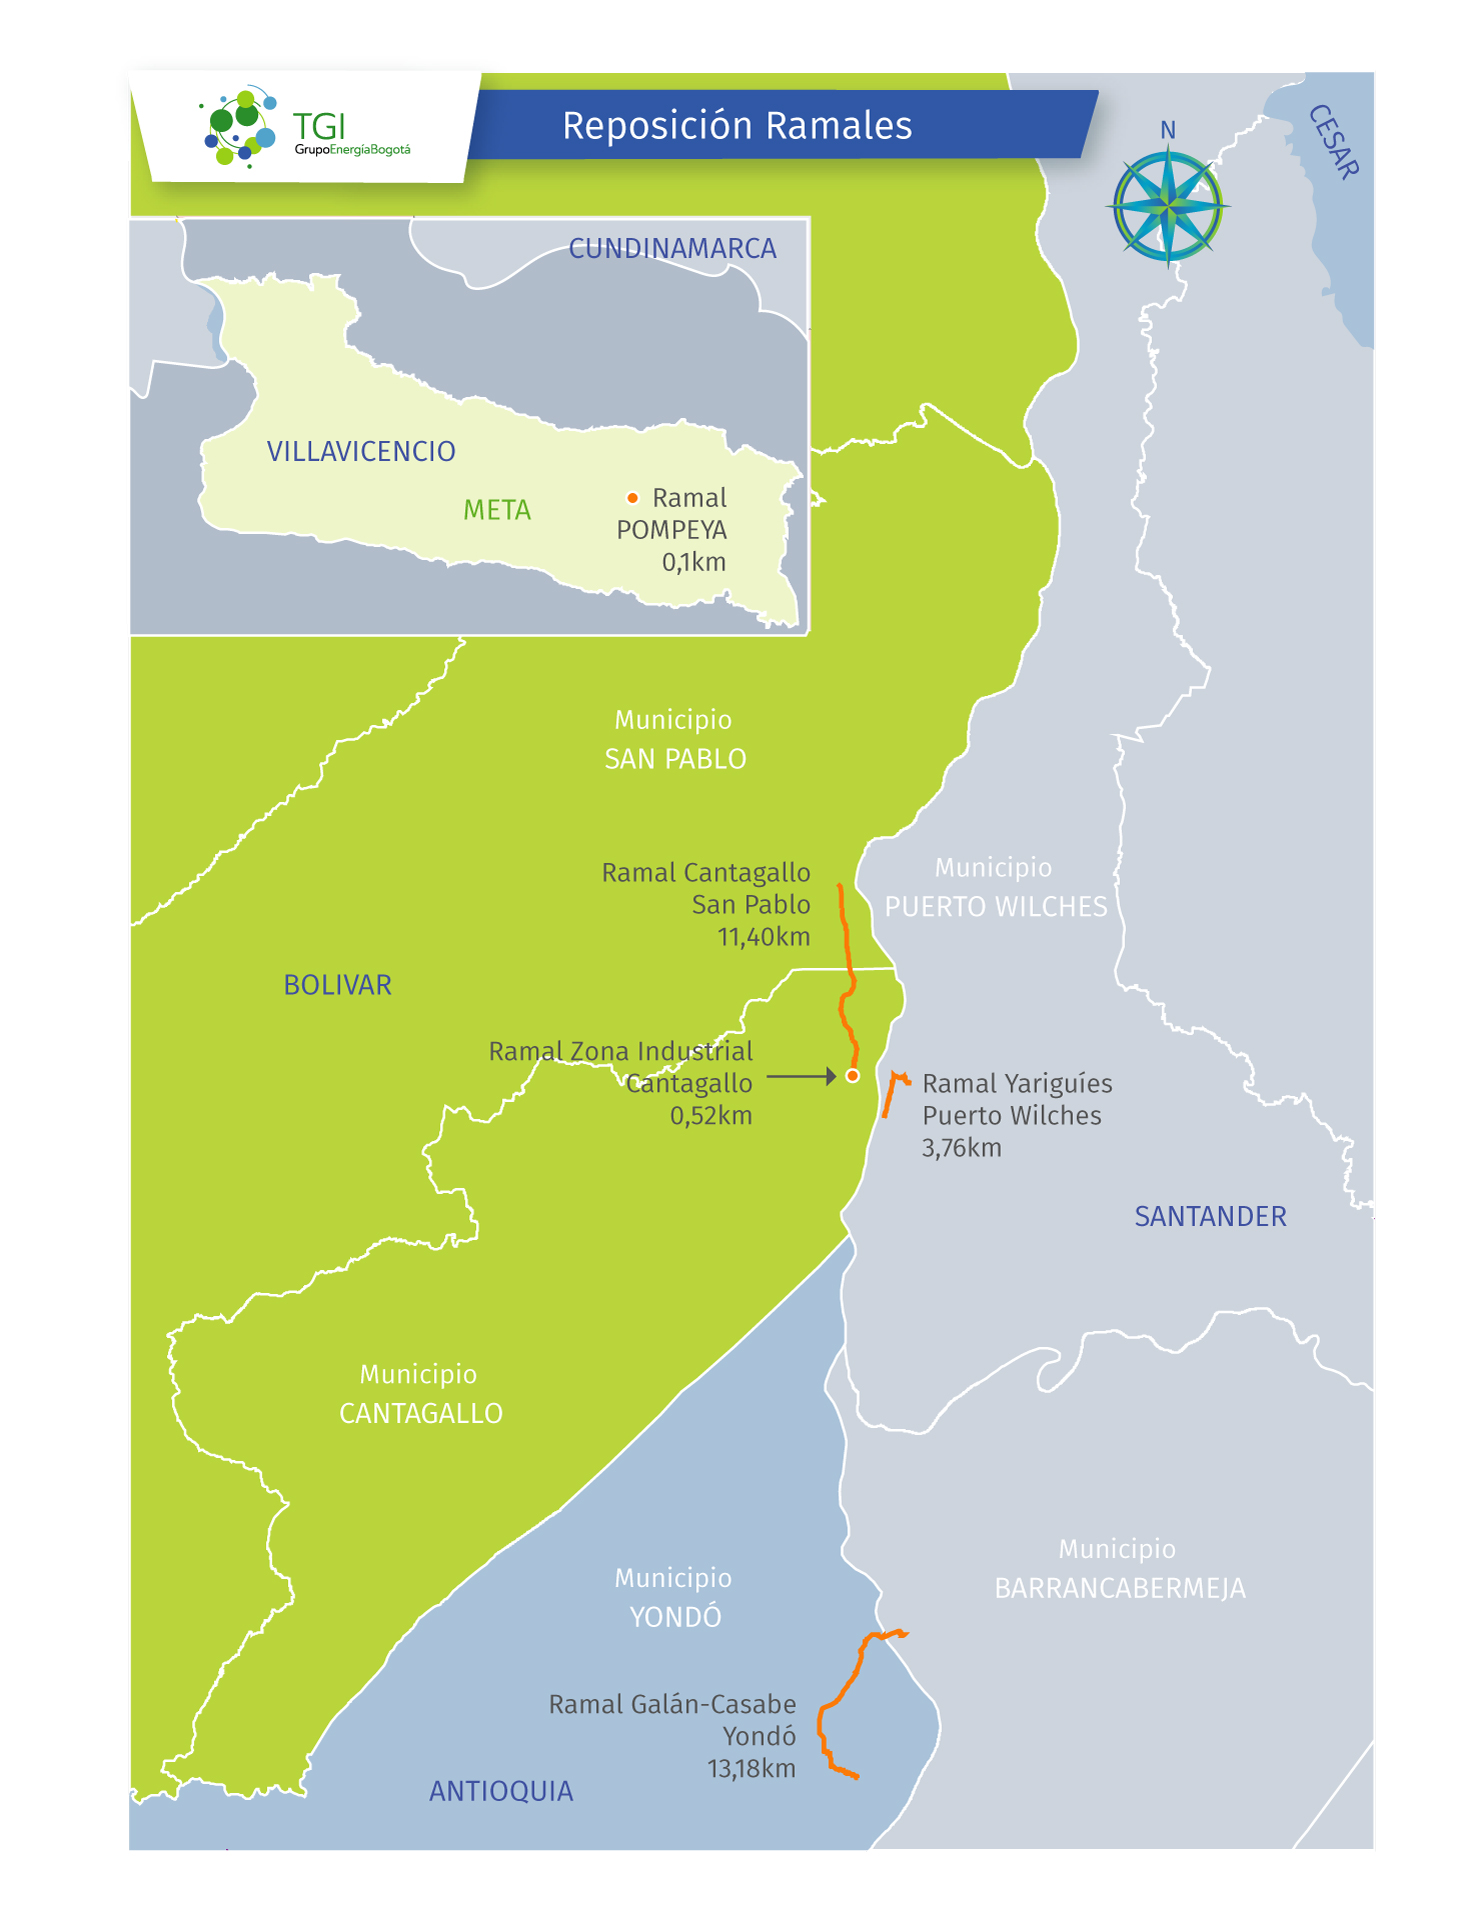 TGI
GrupoEnergíaBogotá
Reposición Ramales
N
CESAR
CUNDINAMARCA
VILLAVICENCIO
META
Ramal
POMPEYA
0,1km
Municipio
SAN PABLO
Ramal Cantagallo
San Pablo
11,40km
Municipio
PUERTO WILCHES
BOLIVAR
Ramal Zona Industrial
Cantagallo
0,52km
Ramal Yariguíes
Puerto Wilches
3,76km
SANTANDER
Municipio
CANTAGALLO
Municipio
YONDÓ
Municipio
BARRANCABERMEJA
Ramal Galán-Casabe
Yondó
13,18km
ANTIOQUIA